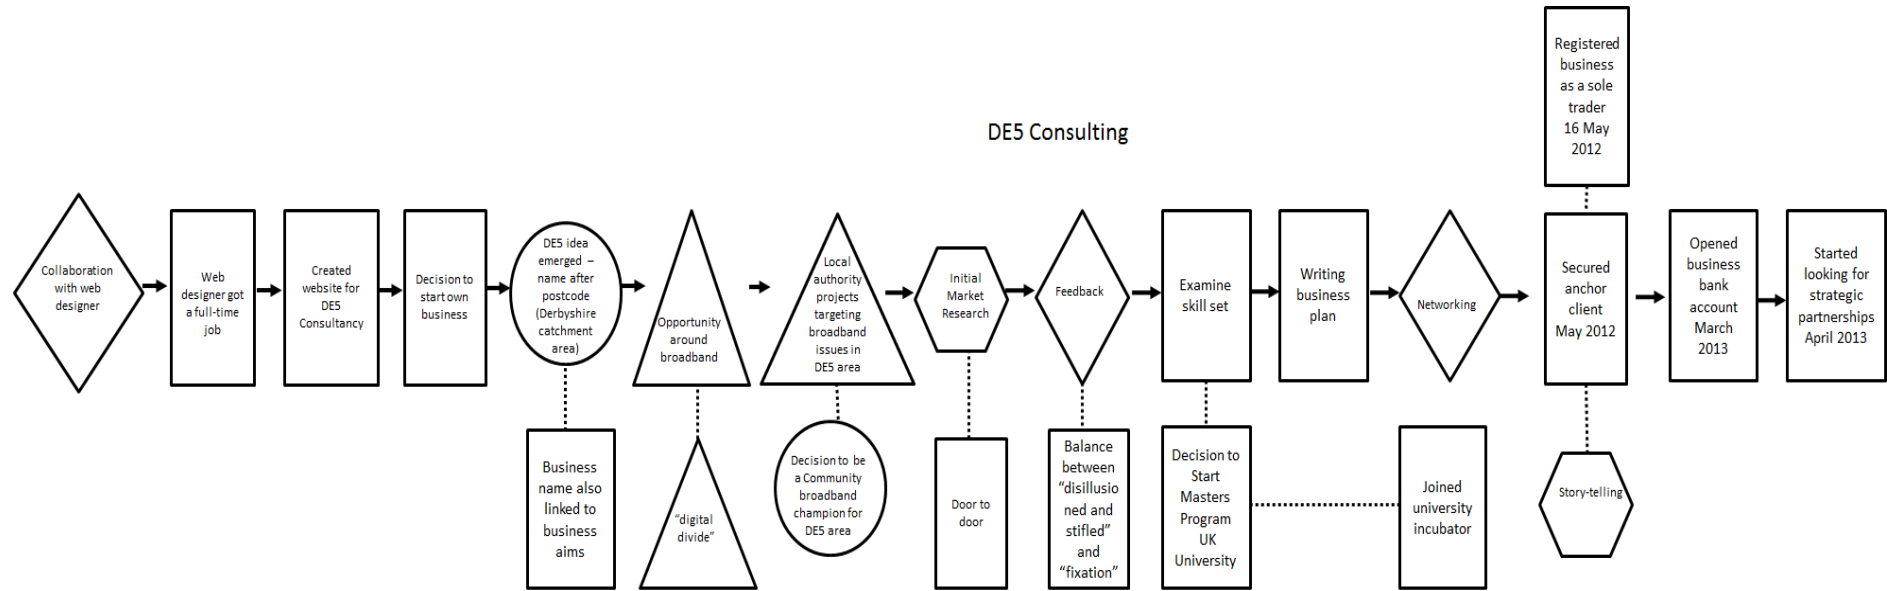 DE5 Consulting
Registered
business
as a sole
trader
16 May
2012
Collaboration
with web
designer
Web
designer got
a full-time
job
Created
website for
DE5
Consultancy
Decision to
start own
business
DE5 idea
emerged –
name after
postcode
(Derbyshire
catchment
area)
Opportunity
around
broadband
Local
authority
projects
targeting
broadband
issues in
DE5 area
Initial
Market
Research
Feedback
Examine
skill set
Writing
business
plan
Networking
Secured
anchor
client
May 2012
Opened
business
bank
account
March
2013
Started
looking for
strategic
partnerships
April 2013
Business
name also
linked to
business
aims
“digital
divide”
Decision to be
a Community
broadband
champion for
DE5 area
Door to
door
Balance
between
“disillusio
ned and
stifled”
and
“fixation”
Decision to
Start
Masters
Program
UK
University
Joined
university
incubator
Story-telling